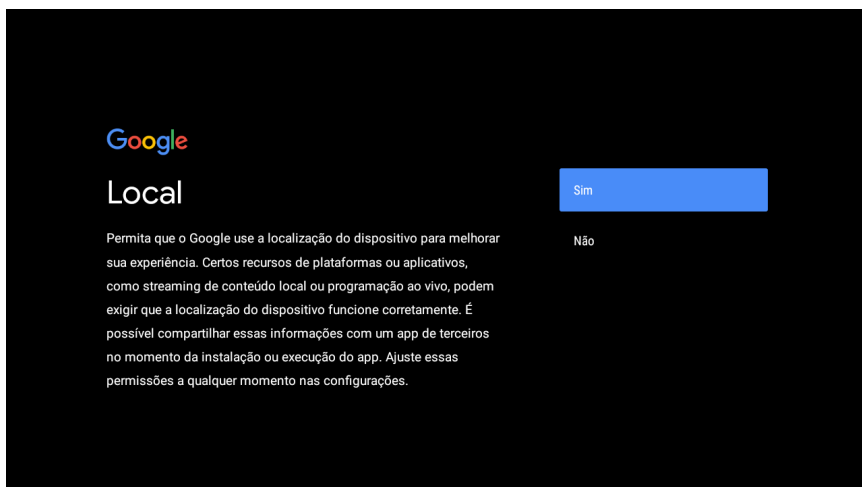 Google
Local
Permita que o Google use a localização do dispositivo para melhorar
sua experiência. Certos recursos de plataformas ou aplicativos,
como streaming de conteúdo local ou programação ao vivo, podem
exigir que a localização do dispositivo funcione corretamente. É
possível compartilhar essas informações com um app de terceiros
no momento da instalação ou execução do app. Ajuste essas
permissões a qualquer momento nas configurações.
Sim
Não